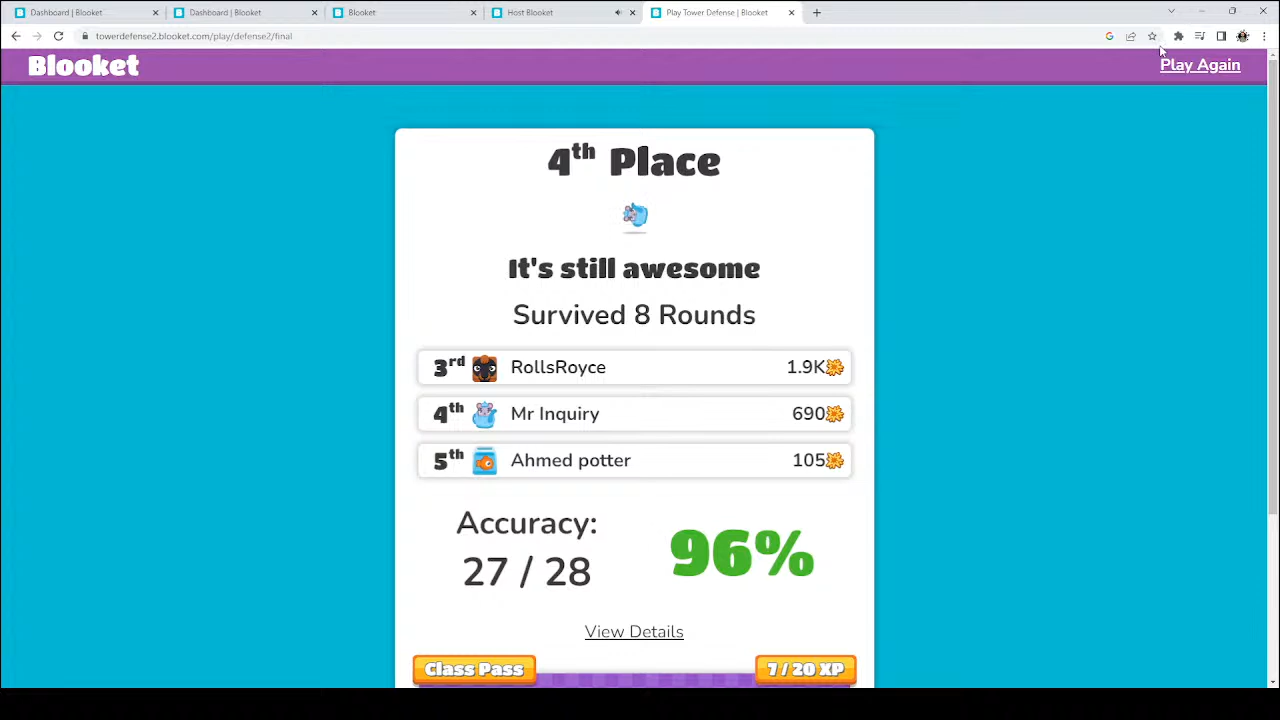 Dashboard | Blooket
Dashboard | Blooket
Blooket
Host Blooket
Play Tower Defense | Blooket
towerdefense2.blooket.com/play/defense2/final
Blooket
Play Again
4th Place
It's still awesome
Survived 8 Rounds
3rd RollsRoyce 1.9K
4th Mr Inquiry 690
5th Ahmed potter 105
Accuracy:
27 / 28
96%
View Details
Class Pass
7 / 20 XP